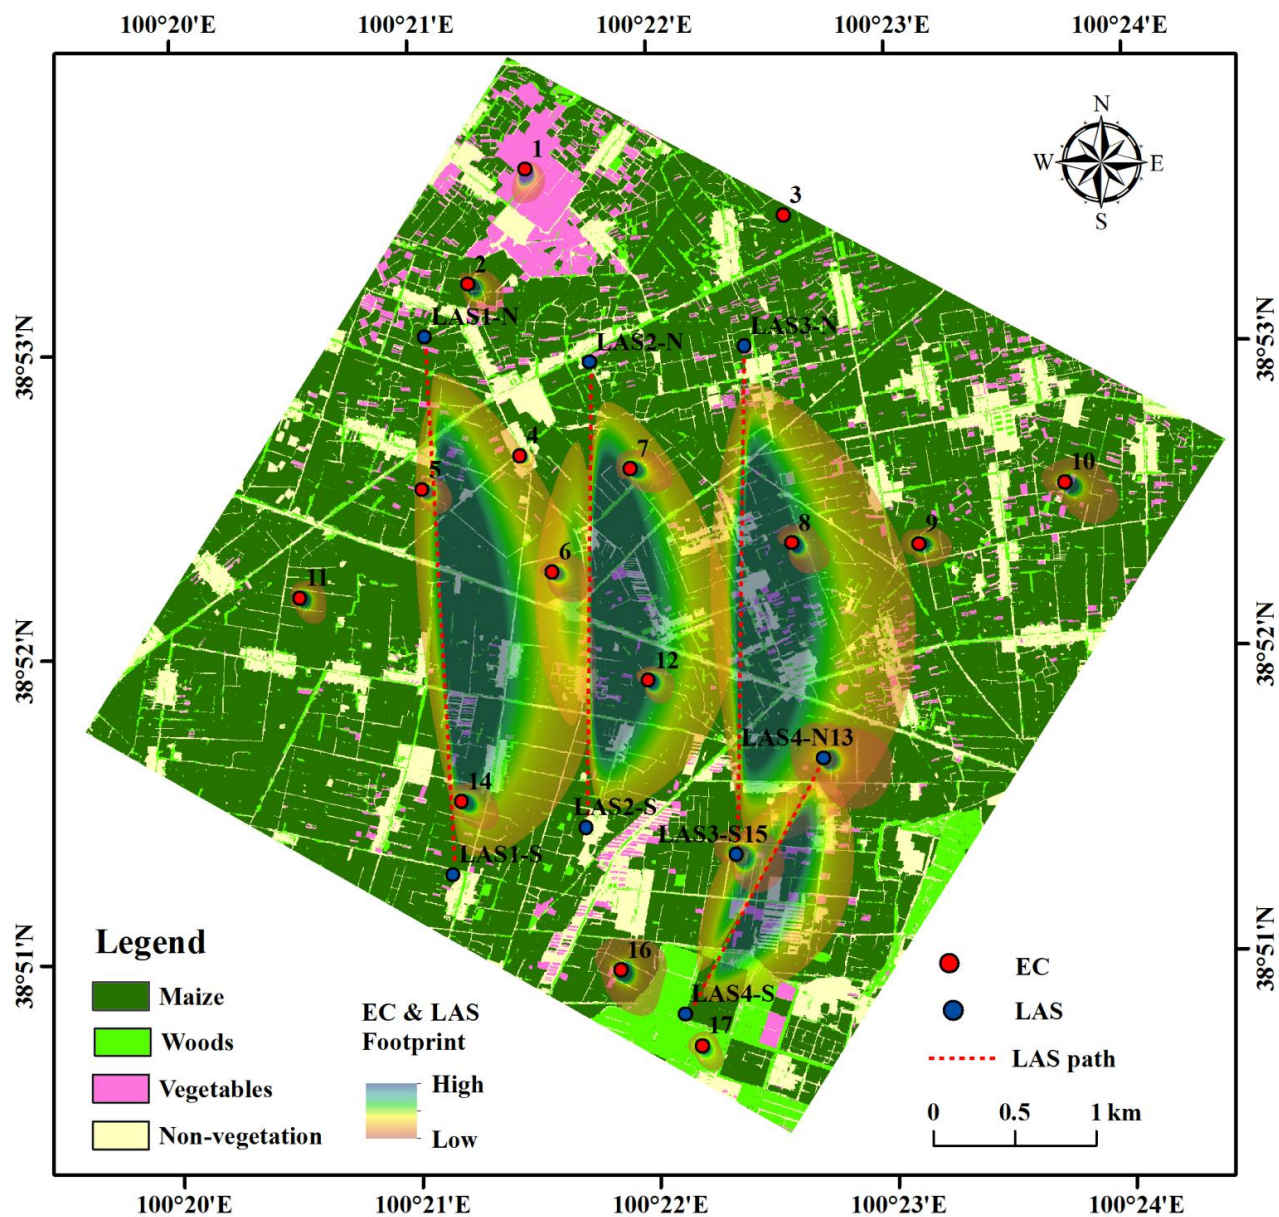 100°20'E 100°21'E 100°22'E 100°23'E 100°24'E
N
W E
S
1
3
2
LAS1-N
LAS2-N
LAS3-N
38°53'N
38°53'N
4
7
5
10
8
9
6
11
12
38°52'N
38°52'N
LAS4-N13
14
LAS2-S
LAS3-S15
LAS1-S
16
LAS4-S
17
38°51'N
38°51'N
Legend
Maize
Woods
Vegetables
Non-vegetation
EC & LAS
Footprint
High
Low
EC
LAS
LAS path
0 0.5 1 km
100°20'E 100°21'E 100°22'E 100°23'E 100°24'E